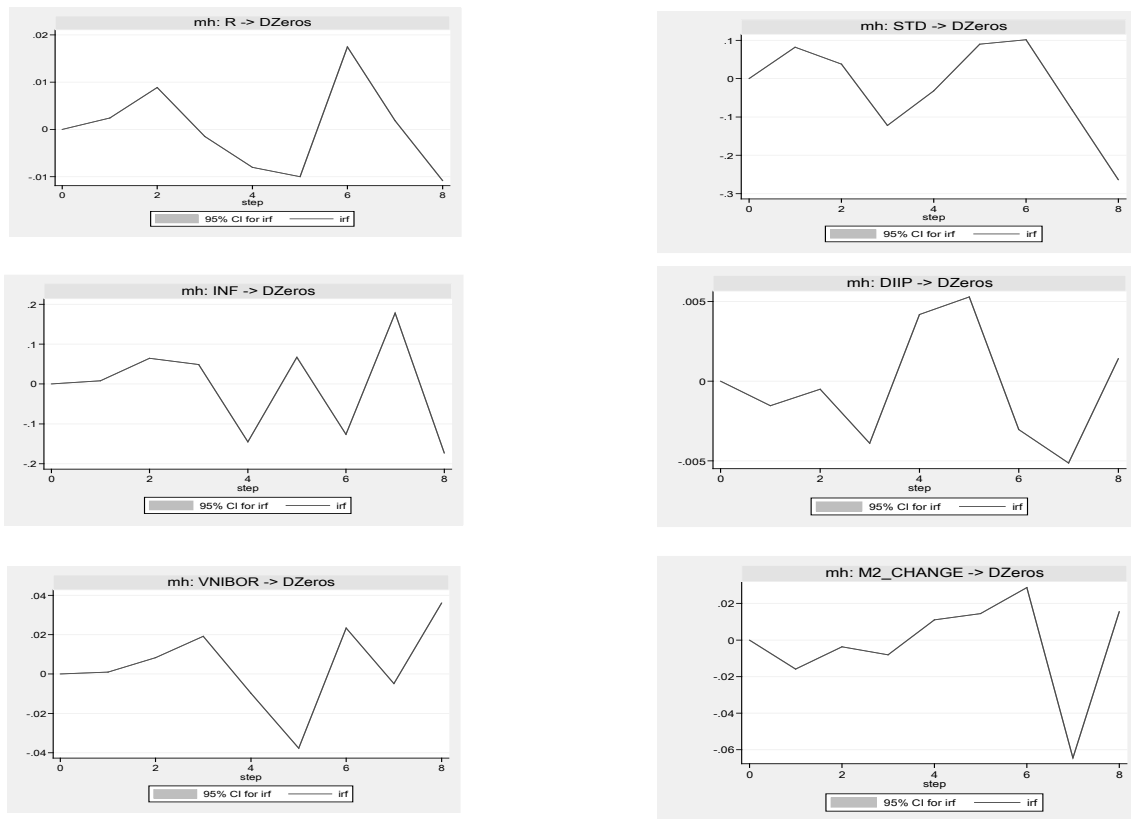 mh: R -> DZeros
.02
.01
0
-.01
0 2 4 6 8
step
95% CI for irf irf
mh: STD -> DZeros
.1
0
-.1
-.2
-.3
0 2 4 6 8
step
95% CI for irf irf
mh: INF -> DZeros
.2
.1
0
-.1
-.2
0 2 4 6 8
step
95% CI for irf irf
mh: DIIP -> DZeros
.005
0
-.005
0 2 4 6 8
step
95% CI for irf irf
mh: VNIBOR -> DZeros
.04
.02
0
-.02
-.04
0 2 4 6 8
step
95% CI for irf irf
mh: M2_CHANGE -> DZeros
.02
0
-.02
-.04
-.06
0 2 4 6 8
step
95% CI for irf irf